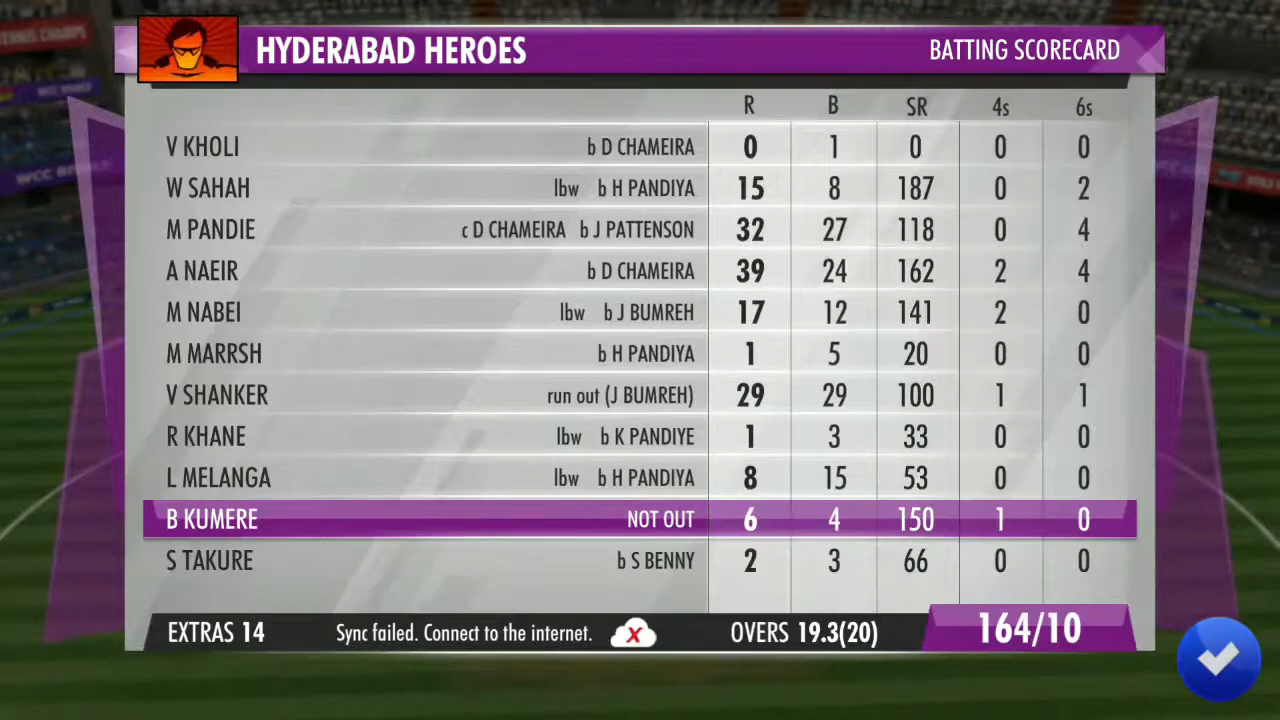 HYDERABAD HEROES BATTING SCORECARD
R B SR 4s 6s
V KHOLI b D CHAMEIRA 0 1 0 0 0
W SAHAH lbw b H PANDIYA 15 8 187 0 2
M PANDIE c D CHAMEIRA b J PATTENSON 32 27 118 0 4
A NAEIR b D CHAMEIRA 39 24 162 2 4
M NABEI lbw b J BUMREH 17 12 141 2 0
M MARRSH b H PANDIYA 1 5 20 0 0
V SHANKER run out (J BUMREH) 29 29 100 1 1
R KHANE lbw b K PANDIYE 1 3 33 0 0
L MELANGA lbw b H PANDIYA 8 15 53 0 0
B KUMERE NOT OUT 6 4 150 1 0
S TAKURE b S BENNY 2 3 66 0 0
EXTRAS 14 Sync failed. Connect to the internet. X OVERS 19.3(20) 164/10